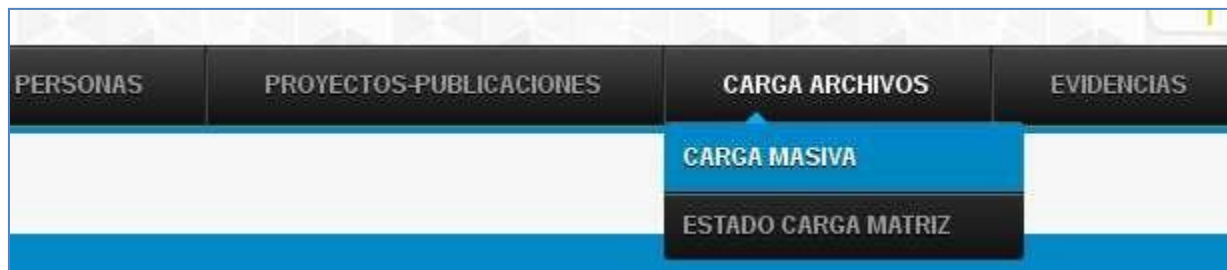 PERSONAS PROYECTOS-PUBLICACIONES CARGA ARCHIVOS EVIDENCIAS
CARGA MASIVA
ESTADO CARGA MATRIZ